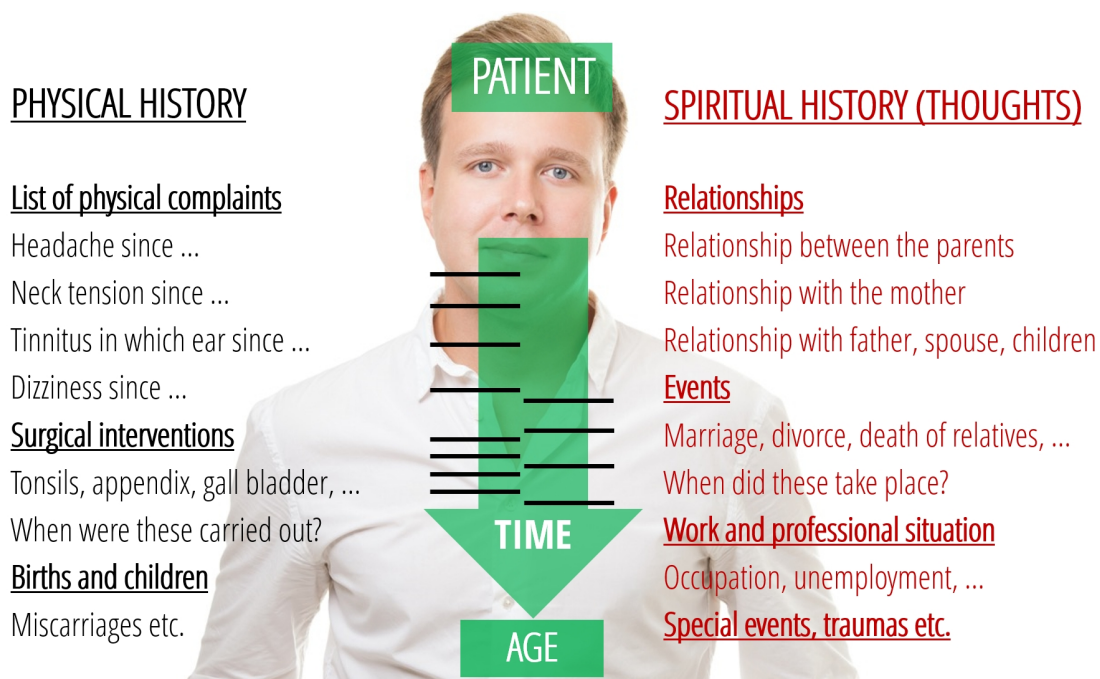 PATIENT
PHYSICAL HISTORY
List of physical complaints
Headache since ...
Neck tension since ...
Tinnitus in which ear since ...
Dizziness since ...
Surgical interventions
Tonsils, appendix, gall bladder, ...
When were these carried out?
Births and children
Miscarriages etc.
SPIRITUAL HISTORY (THOUGHTS)
Relationships
Relationship between the parents
Relationship with the mother
Relationship with father, spouse, children
Events
Marriage, divorce, death of relatives, ...
When did these take place?
Work and professional situation
Occupation, unemployment, ...
Special events, traumas etc.
TIME
AGE